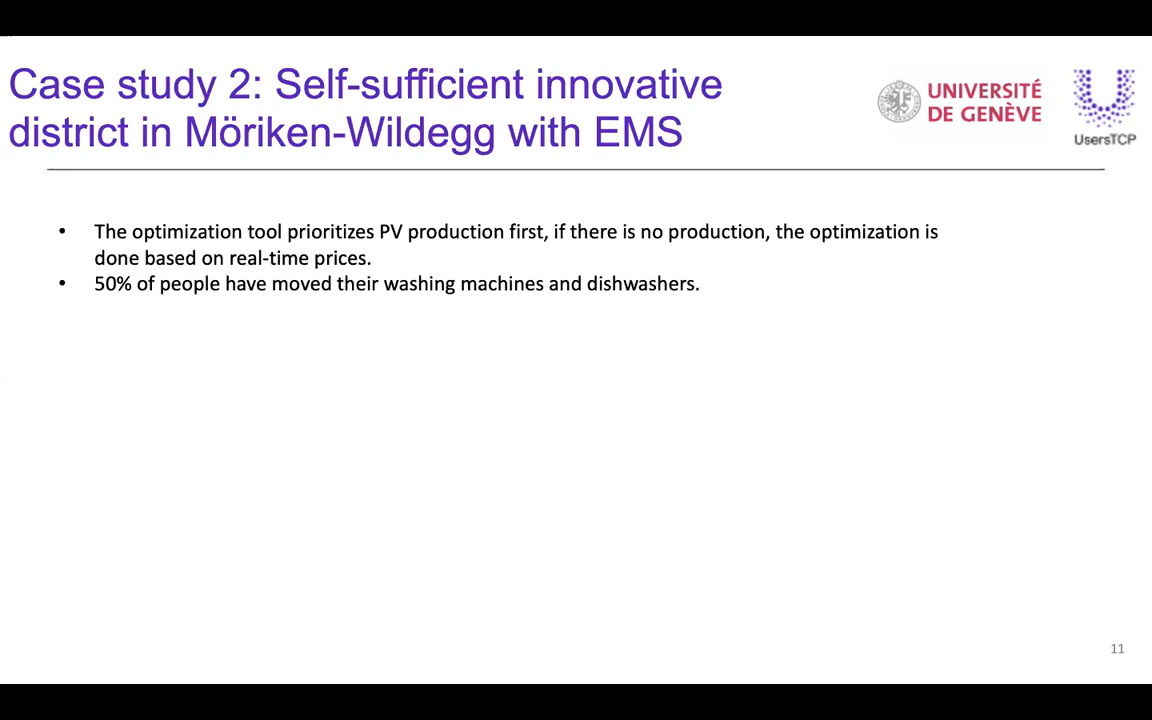 Case study 2: Self-sufficient innovative
district in Möriken-Wildegg with EMS
UNIVERSITÉ
DE GENÈVE
UsersTCP
• The optimization tool prioritizes PV production first, if there is no production, the optimization is
done based on real-time prices.
• 50% of people have moved their washing machines and dishwashers.
11